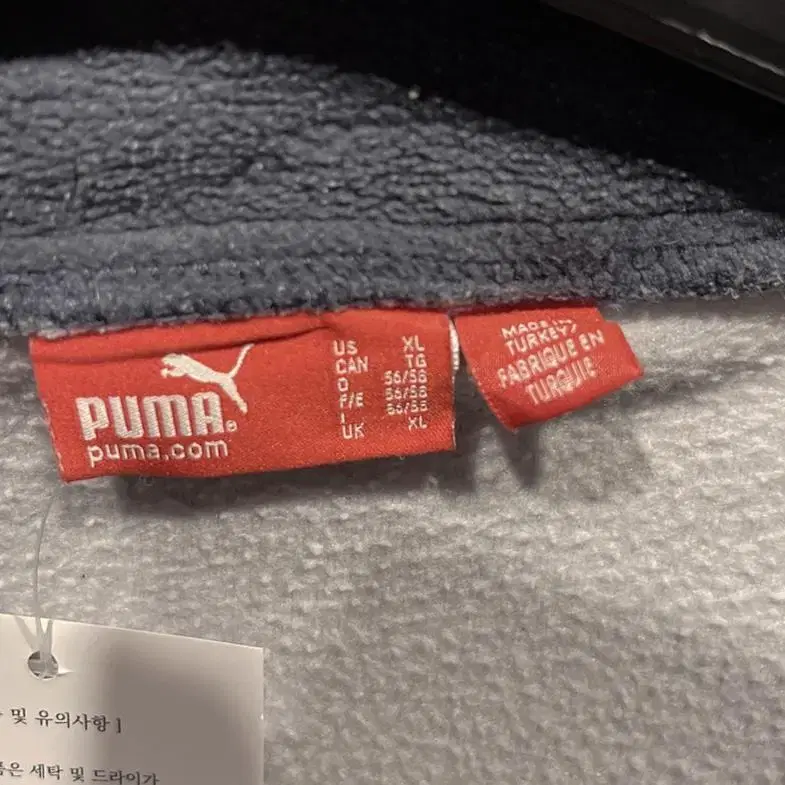 PUMA®
puma.com
US XL
CAN TG
D 56/58
F/E 56/58
I 56/58
UK XL
MADE IN
TURKEY/
FABRIQUE EN
TURQUIE
및 유의사항 ]
은 세탁 및 드라이가